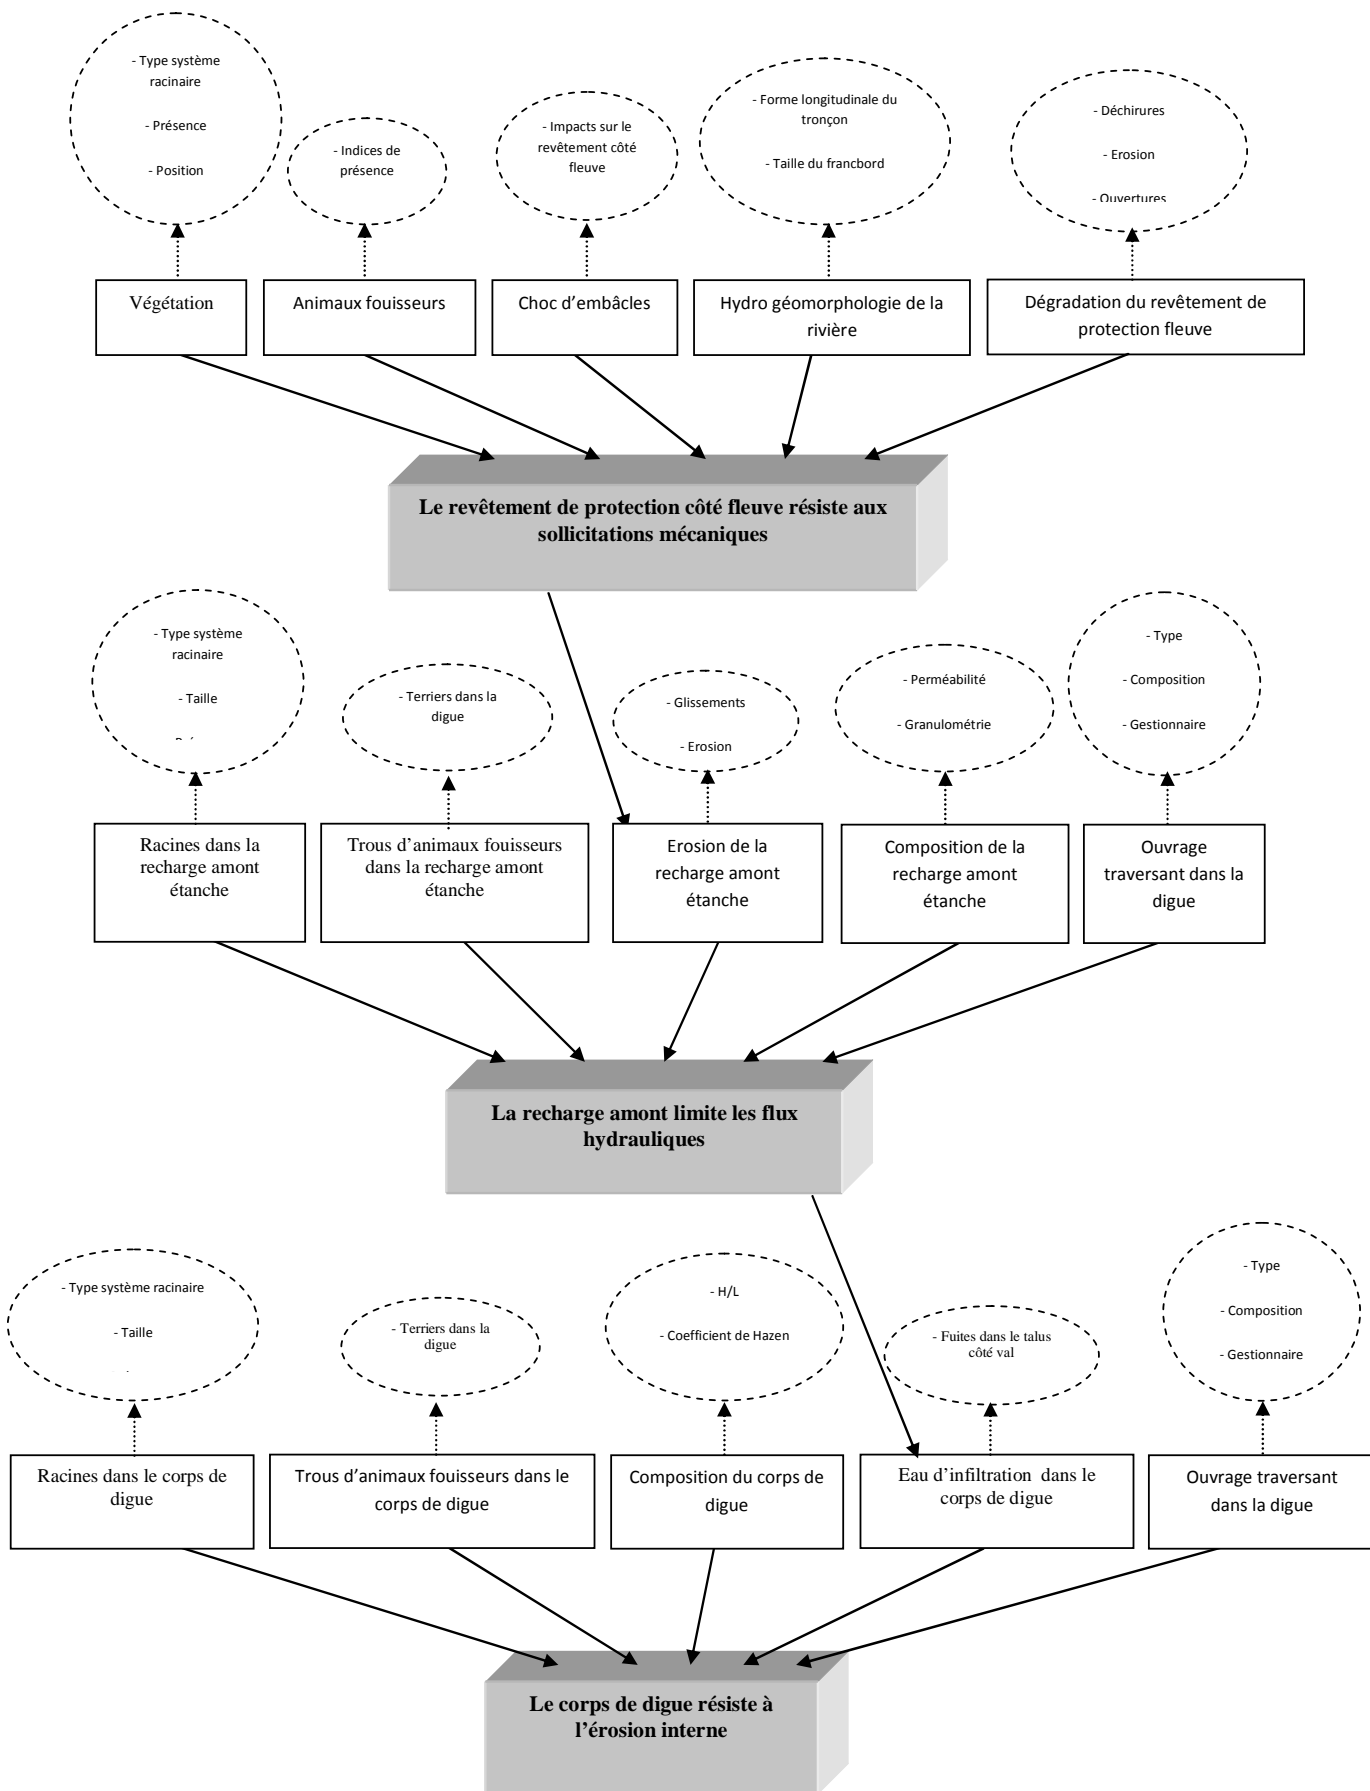 - Type système
racinaire
- Présence
- Position
- Indices de
présence
- Impacts sur le
revêtement côté
fleuve
- Forme longitudinale du
tronçon
- Taille du francbord
- Déchirures
- Erosion
- Ouvertures
Végétation
Animaux fouisseurs
Choc d’embâcles
Hydro géomorphologie de la
rivière
Dégradation du revêtement de
protection fleuve
Le revêtement de protection côté fleuve résiste aux
sollicitations mécaniques
- Type système
racinaire
- Taille
- Terriers dans la
digue
- Glissements
- Erosion
- Perméabilité
- Granulométrie
- Type
- Composition
- Gestionnaire
Racines dans la
recharge amont
étanche
Trous d’animaux fouisseurs
dans la recharge amont
étanche
Erosion de la
recharge amont
étanche
Composition de la
recharge amont
étanche
Ouvrage
traversant dans la
digue
La recharge amont limite les flux
hydrauliques
- Type système racinaire
- Taille
- Terriers dans la
digue
- H/L
- Coefficient de Hazen
- Fuites dans le talus
côté val
- Type
- Composition
- Gestionnaire
Racines dans le corps de
digue
Trous d’animaux fouisseurs dans le
corps de digue
Composition du corps de
digue
Eau d’infiltration dans le
corps de digue
Ouvrage traversant
dans la digue
Le corps de digue résiste à
l’érosion interne